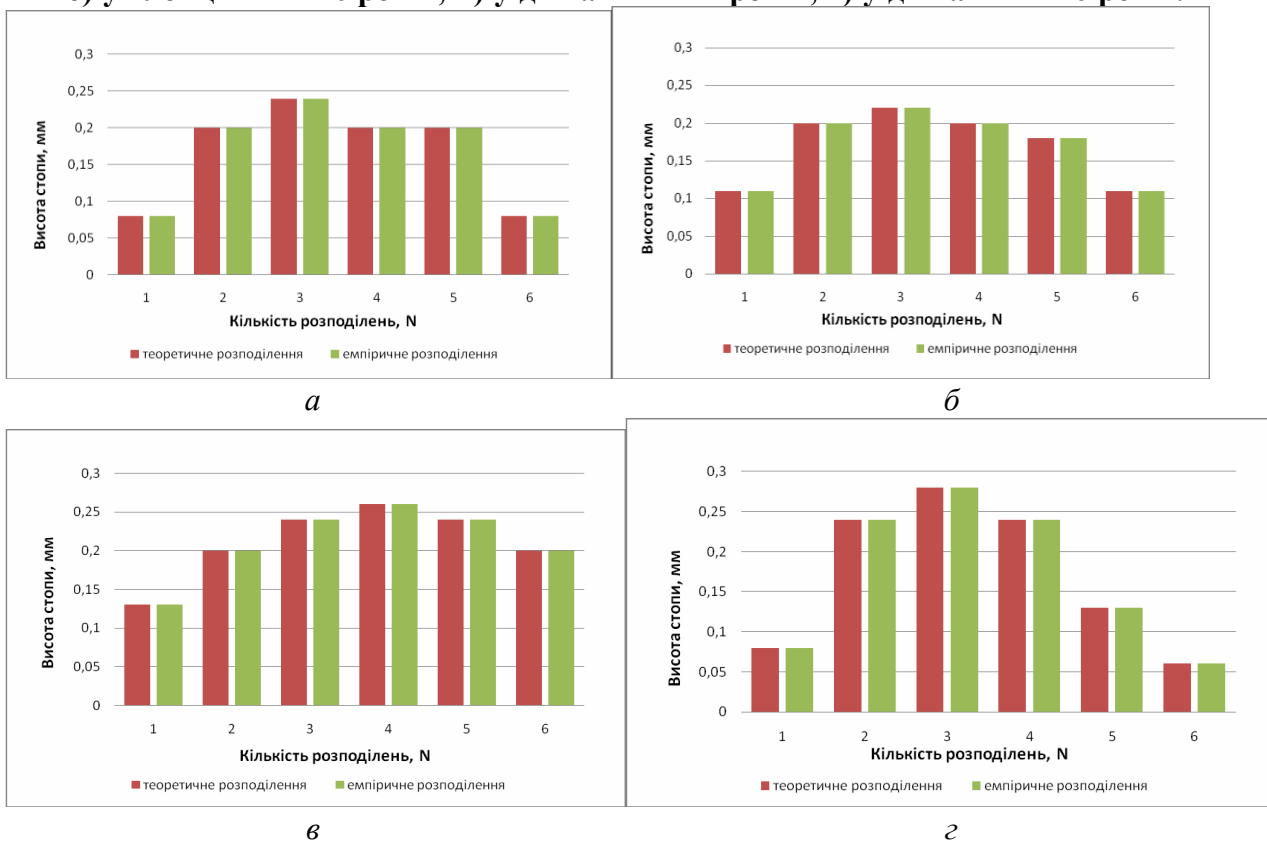 0,3
0,25
0,2
0,15
0,1
0,05
0
Висота стопи, мм
1 2 3 4 5 6
Кількість розподілень, N
теоретичне розподілення емпіричне розподілення
а
0,3
0,25
0,2
0,15
0,1
0,05
0
Висота стопи, мм
1 2 3 4 5 6
Кількість розподілень, N
теоретичне розподілення емпіричне розподілення
б
0,3
0,25
0,2
0,15
0,1
0,05
0
Висота стопи, мм
1 2 3 4 5 6
Кількість розподілень, N
теоретичне розподілення емпіричне розподілення
в
0,3
0,25
0,2
0,15
0,1
0,05
0
Висота стопи, мм
1 2 3 4 5 6
Кількість розподілень, N
теоретичне розподілення емпіричне розподілення
г